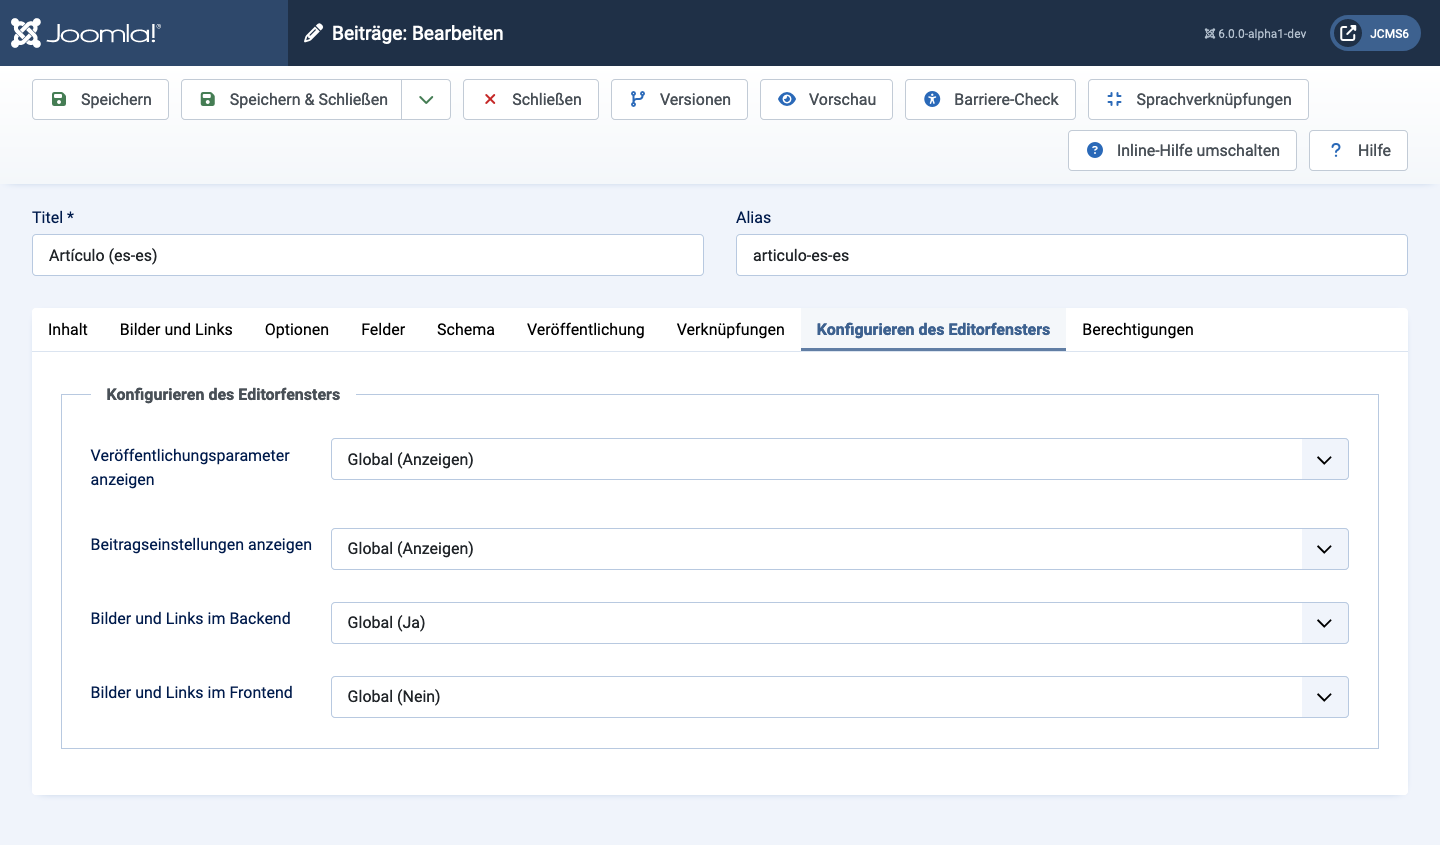 Joomla!® Beiträge: Bearbeiten 6.0.0-alpha1-dev JCMS6
Speichern Speichern & Schließen Schließen Versionen Vorschau Barriere-Check Sprachverknüpfungen
Inline-Hilfe umschalten ? Hilfe
Titel * Alias
Artículo (es-es) articulo-es-es
Inhalt Bilder und Links Optionen Felder Schema Veröffentlichung Verknüpfungen Konfigurieren des Editorfensters Berechtigungen
Konfigurieren des Editorfensters
Veröffentlichungsparameter anzeigen Global (Anzeigen)
Beitragseinstellungen anzeigen Global (Anzeigen)
Bilder und Links im Backend Global (Ja)
Bilder und Links im Frontend Global (Nein)